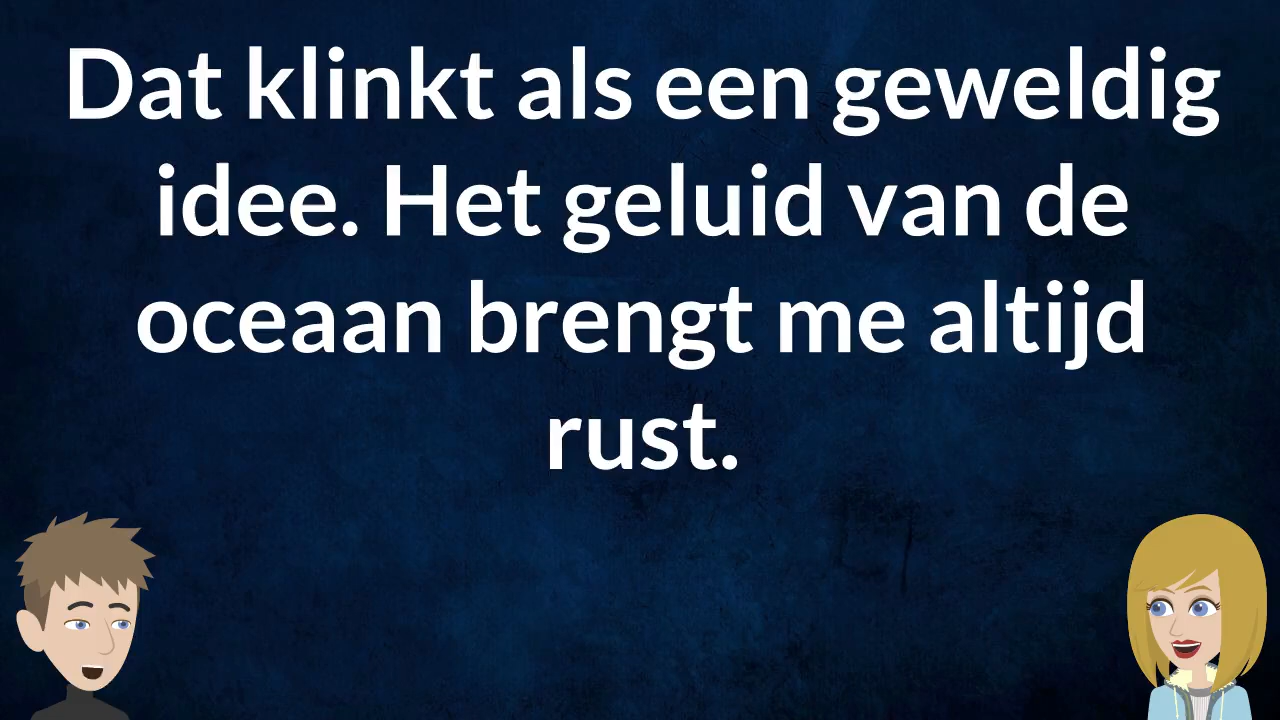 Dat klinkt als een geweldig
idee. Het geluid van de
oceaan brengt me altijd
rust.